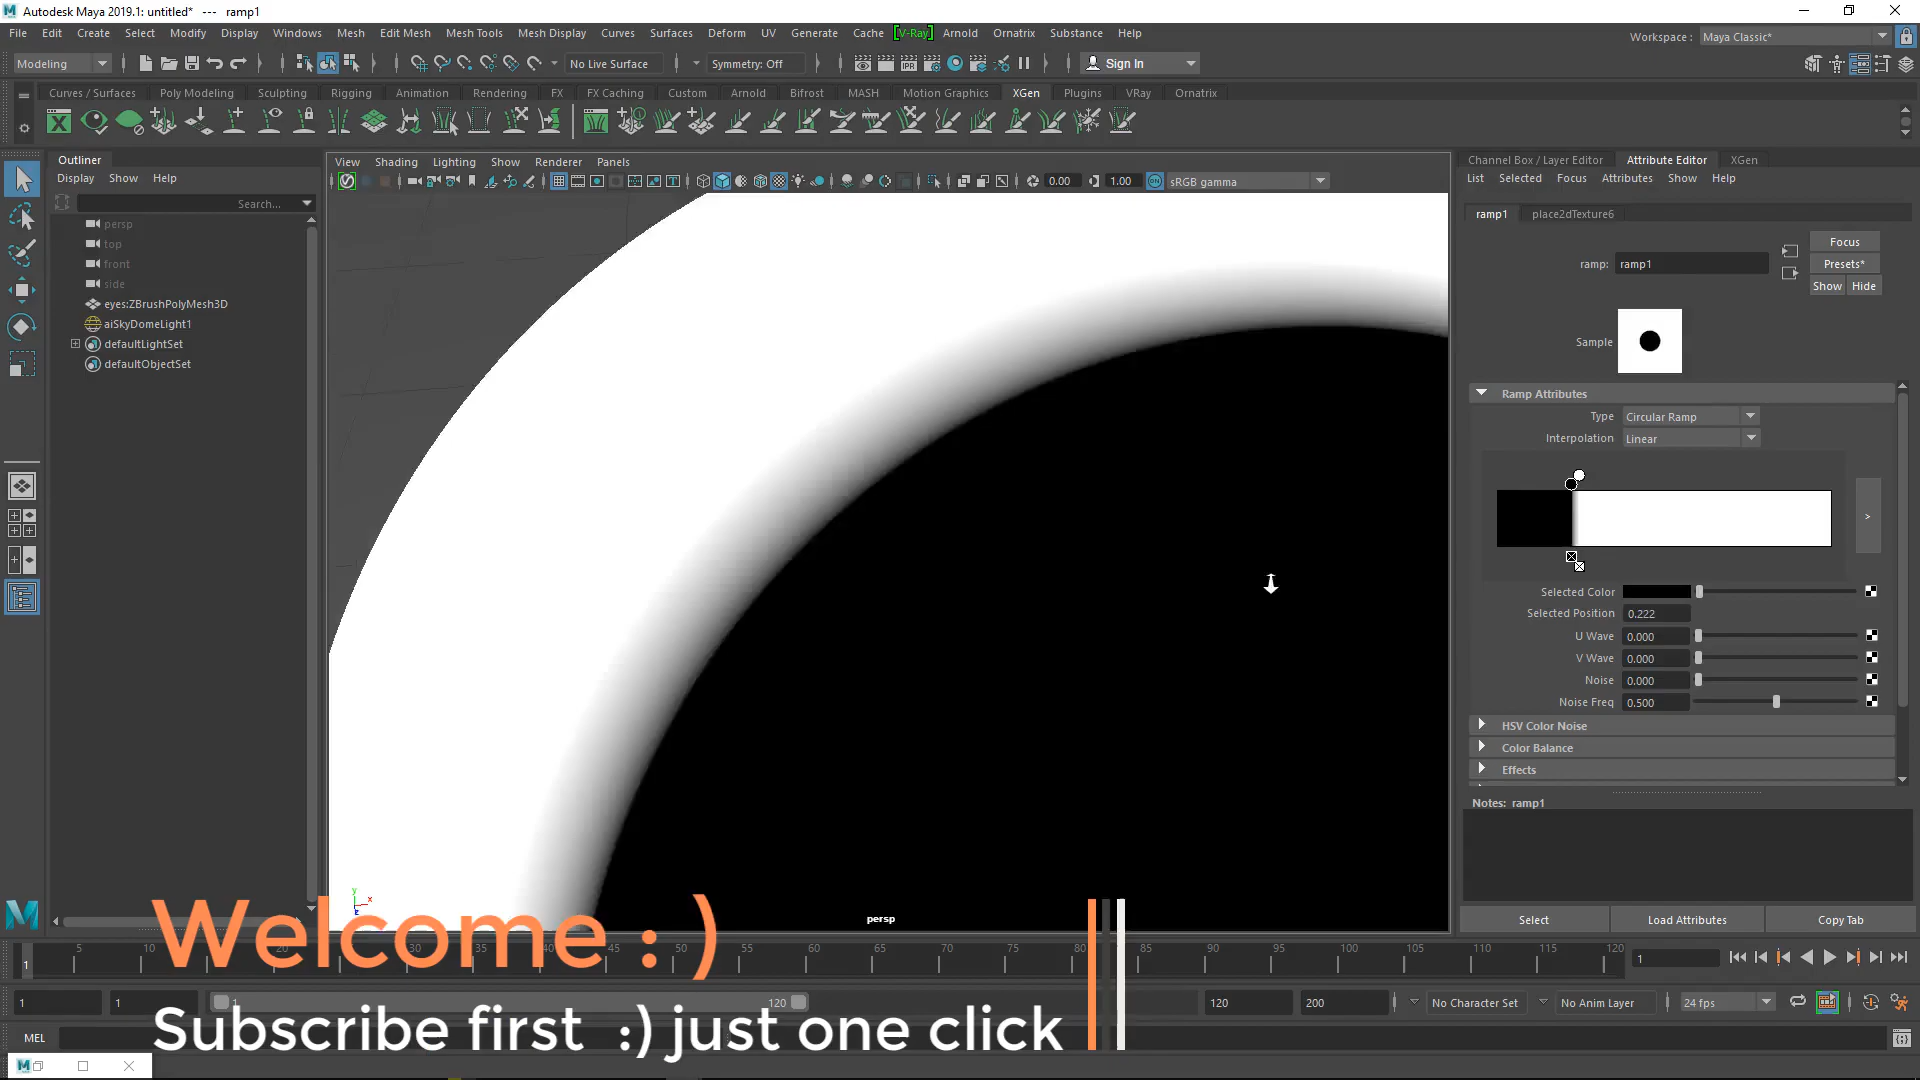 Autodesk Maya 2019.1: untitled* --- ramp1
File Edit Create Select Modify Display Windows Mesh Edit Mesh Mesh Tools Mesh Display Curves Surfaces Deform UV Generate Cache [V-Ray] Arnold Ornatrix Substance Help
Workspace : Maya Classic*
Modeling No Live Surface Symmetry: Off Sign In
Curves / Surfaces Poly Modeling Sculpting Rigging Animation Rendering FX FX Caching Custom Arnold Bifrost MASH Motion Graphics XGen Plugins VRay Ornatrix
Outliner
Display Show Help
Search...
persp
top
front
side
eyes:ZBrushPolyMesh3D
aiSkyDomeLight1
defaultLightSet
defaultObjectSet
View Shading Lighting Show Renderer Panels
0.00 1.00 sRGB gamma
persp
y x z
Channel Box / Layer Editor Attribute Editor XGen
List Selected Focus Attributes Show Help
ramp1 place2dTexture6
Focus
ramp: ramp1 Presets*
Show Hide
Sample
Ramp Attributes
Type Circular Ramp
Interpolation Linear
>
Selected Color
Selected Position 0.222
U Wave 0.000
V Wave 0.000
Noise 0.000
Noise Freq 0.500
HSV Color Noise
Color Balance
Effects
Notes: ramp1
Select Load Attributes Copy Tab
Welcome : )
Subscribe first :) just one click
1 5 10 35 50 55 60 65 70 75 80 85 90 95 100 105 110 115 120 1
1 1 1 120 120 200 No Character Set No Anim Layer 24 fps
MEL